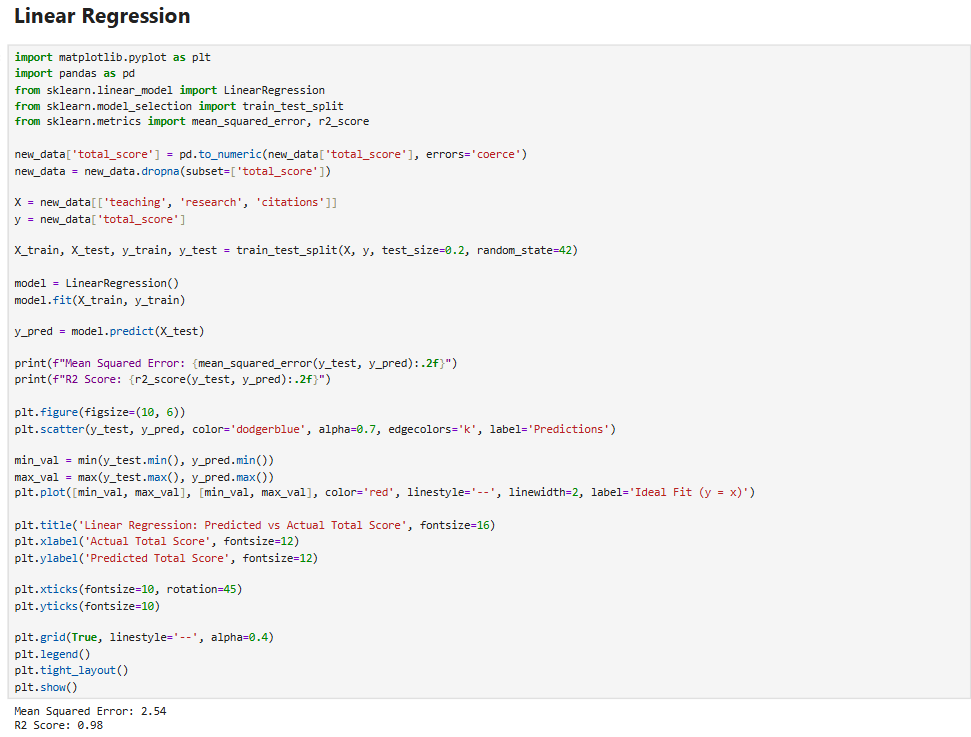 Linear Regression
import matplotlib.pyplot as plt
import pandas as pd
from sklearn.linear_model import LinearRegression
from sklearn.model_selection import train_test_split
from sklearn.metrics import mean_squared_error, r2_score
new_data['total_score'] = pd.to_numeric(new_data['total_score'], errors='coerce')
new_data = new_data.dropna(subset=['total_score'])
X = new_data[['teaching', 'research', 'citations']]
y = new_data['total_score']
X_train, X_test, y_train, y_test = train_test_split(X, y, test_size=0.2, random_state=42)
model = LinearRegression()
model.fit(X_train, y_train)
y_pred = model.predict(X_test)
print(f"Mean Squared Error: {mean_squared_error(y_test, y_pred):.2f}")
print(f"R2 Score: {r2_score(y_test, y_pred):.2f}")
plt.figure(figsize=(10, 6))
plt.scatter(y_test, y_pred, color='dodgerblue', alpha=0.7, edgecolors='k', label='Predictions')
min_val = min(y_test.min(), y_pred.min())
max_val = max(y_test.max(), y_pred.max())
plt.plot([min_val, max_val], [min_val, max_val], color='red', linestyle='--', linewidth=2, label='Ideal Fit (y = x)')
plt.title('Linear Regression: Predicted vs Actual Total Score', fontsize=16)
plt.xlabel('Actual Total Score', fontsize=12)
plt.ylabel('Predicted Total Score', fontsize=12)
plt.xticks(fontsize=10, rotation=45)
plt.yticks(fontsize=10)
plt.grid(True, linestyle='--', alpha=0.4)
plt.legend()
plt.tight_layout()
plt.show()
Mean Squared Error: 2.54
R2 Score: 0.98